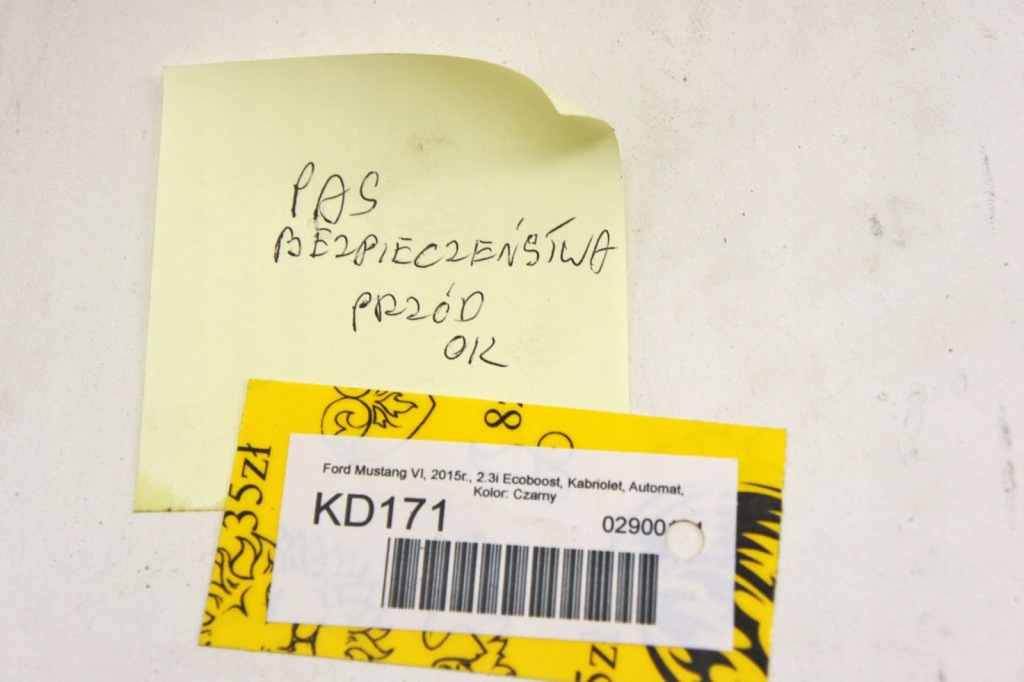 PAS
BEZPIECZEŃSTWA
PRZÓD
OK
35zł
Ford Mustang VI, 2015r., 2.3i Ecoboost, Kabriolet, Automat,
Kolor: Czarny
KD171